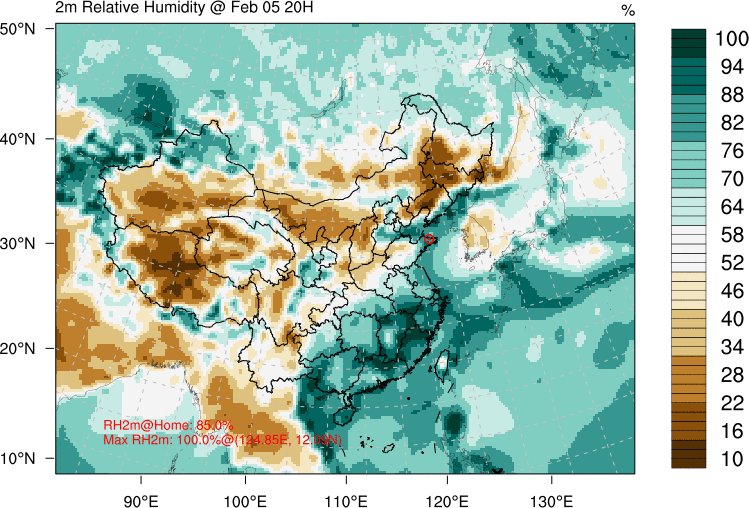 2m Relative Humidity @ Feb 05 20H
%
50°N
40°N
30°N
20°N
10°N
90°E
100°E
110°E
120°E
130°E
RH2m@Home: 85.0%
Max RH2m: 100.0%@(124.85E, 12.09N)
100
94
88
82
76
70
64
58
52
46
40
34
28
22
16
10